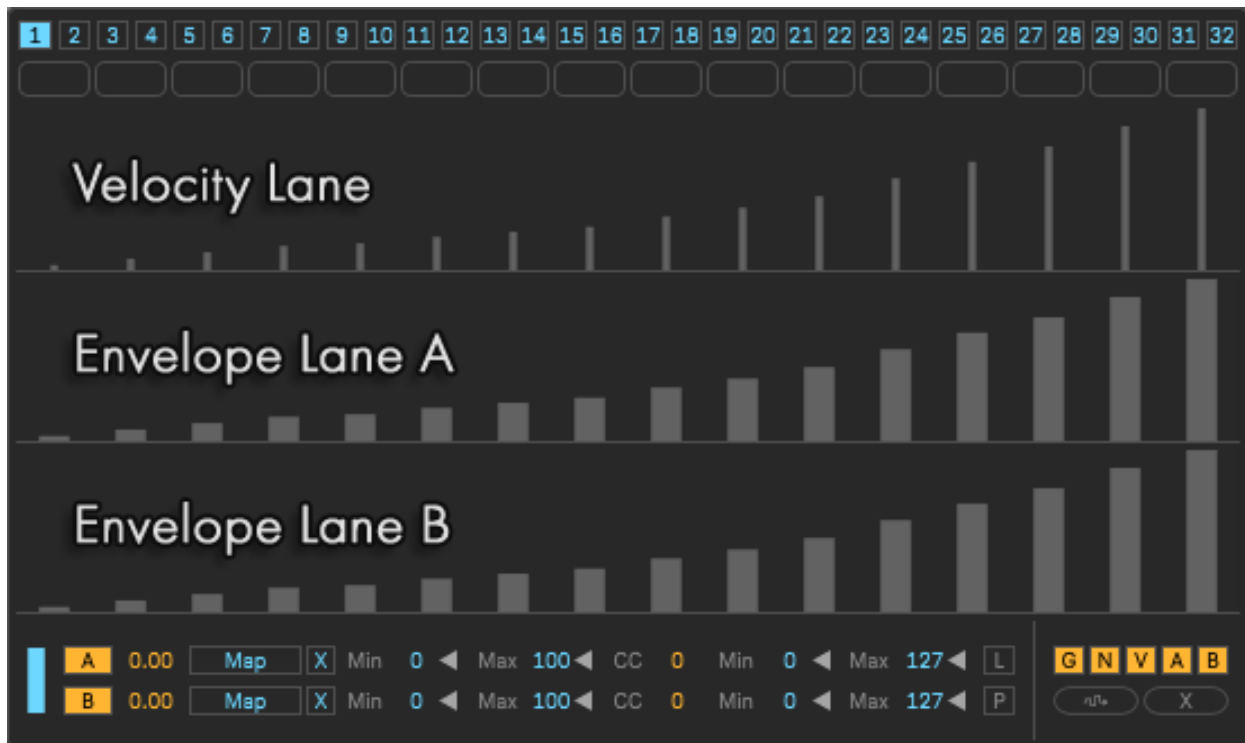 1 2 3 4 5 6 7 8 9 10 11 12 13 14 15 16 17 18 19 20 21 22 23 24 25 26 27 28 29 30 31 32
Velocity Lane
Envelope Lane A
Envelope Lane B
A 0.00 Map X Min 0 Max 100 CC 0 Min 0 Max 127 L G N V A B
B 0.00 Map X Min 0 Max 100 CC 0 Min 0 Max 127 P X